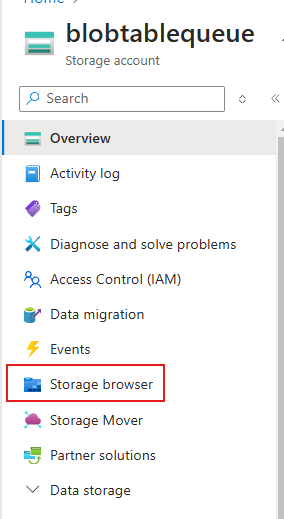 Home
blobtablequeue
Storage account
Search
Overview
Activity log
Tags
Diagnose and solve problems
Access Control (IAM)
Data migration
Events
Storage browser
Storage Mover
Partner solutions
Data storage